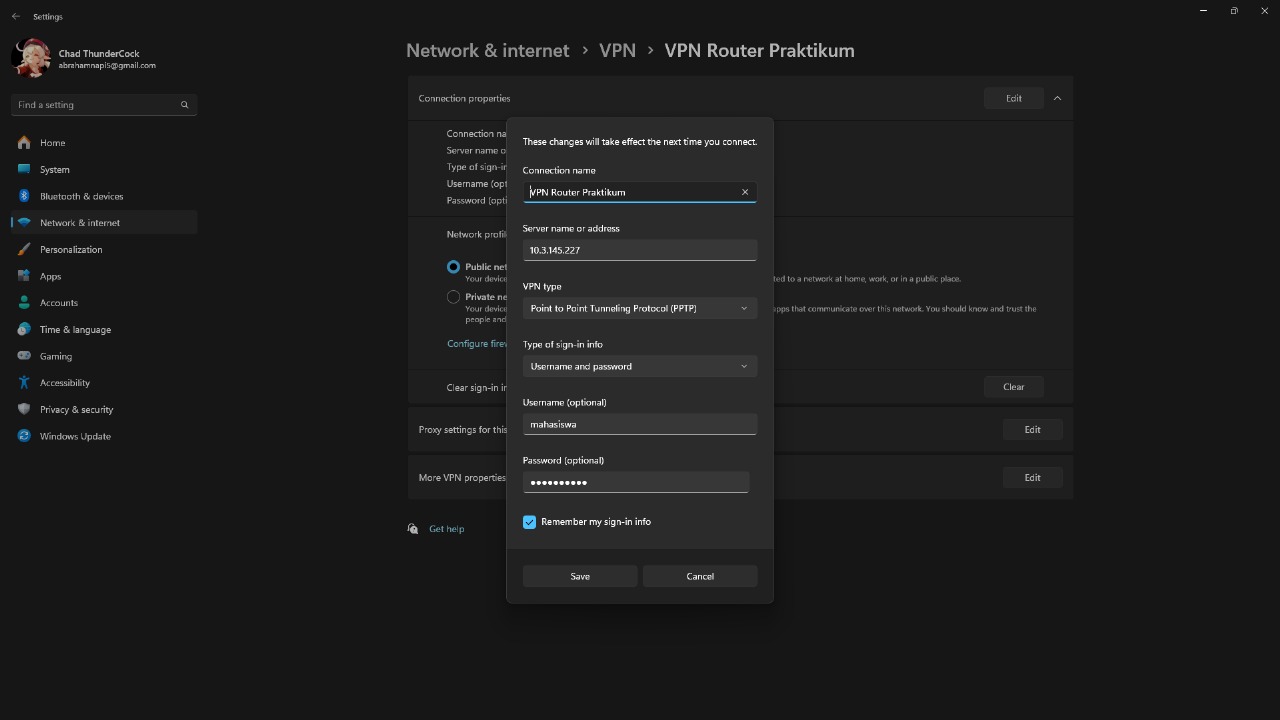 Settings
Chad ThunderCock
abrahamnapi5@gmail.com
Find a setting
Home
System
Bluetooth & devices
Network & internet
Personalization
Apps
Accounts
Time & language
Gaming
Accessibility
Privacy & security
Windows Update
Network & internet › VPN › VPN Router Praktikum
Connection properties
Edit
Connection na
Server name o
Type of sign-in
Username (opt
Password (opti
Network profil
Public net
Your device
ted to a network at home, work, or in a public place.
Private ne
Your device
apps that communicate over this network. You should know and trust the
people and
Configure firew
Clear sign-in in
Clear
Proxy settings for this
Edit
More VPN properties
Edit
Get help
These changes will take effect the next time you connect.
Connection name
VPN Router Praktikum
Server name or address
10.3.145.227
VPN type
Point to Point Tunneling Protocol (PPTP)
Type of sign-in info
Username and password
Username (optional)
mahasiswa
Password (optional)
••••••••••
Remember my sign-in info
Save
Cancel